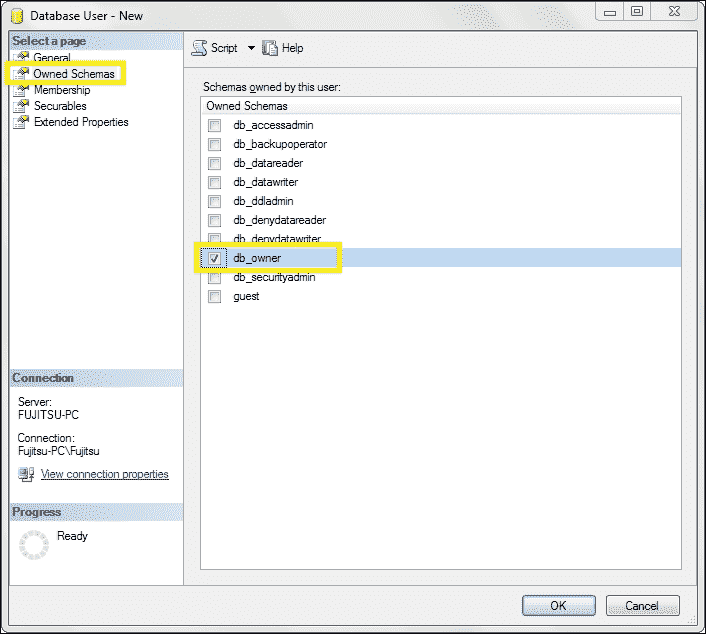 Database User - New
Select a page
General
Owned Schemas
Membership
Securables
Extended Properties
Script
Help
Schemas owned by this user:
Owned Schemas
db_accessadmin
db_backupoperator
db_datareader
db_datawriter
db_ddladmin
db_denydatareader
db_denydatawriter
db_owner
db_securityadmin
guest
Connection
Server:
FUJITSU-PC
Connection:
Fujitsu-PC\Fujitsu
View connection properties
Progress
Ready
OK
Cancel